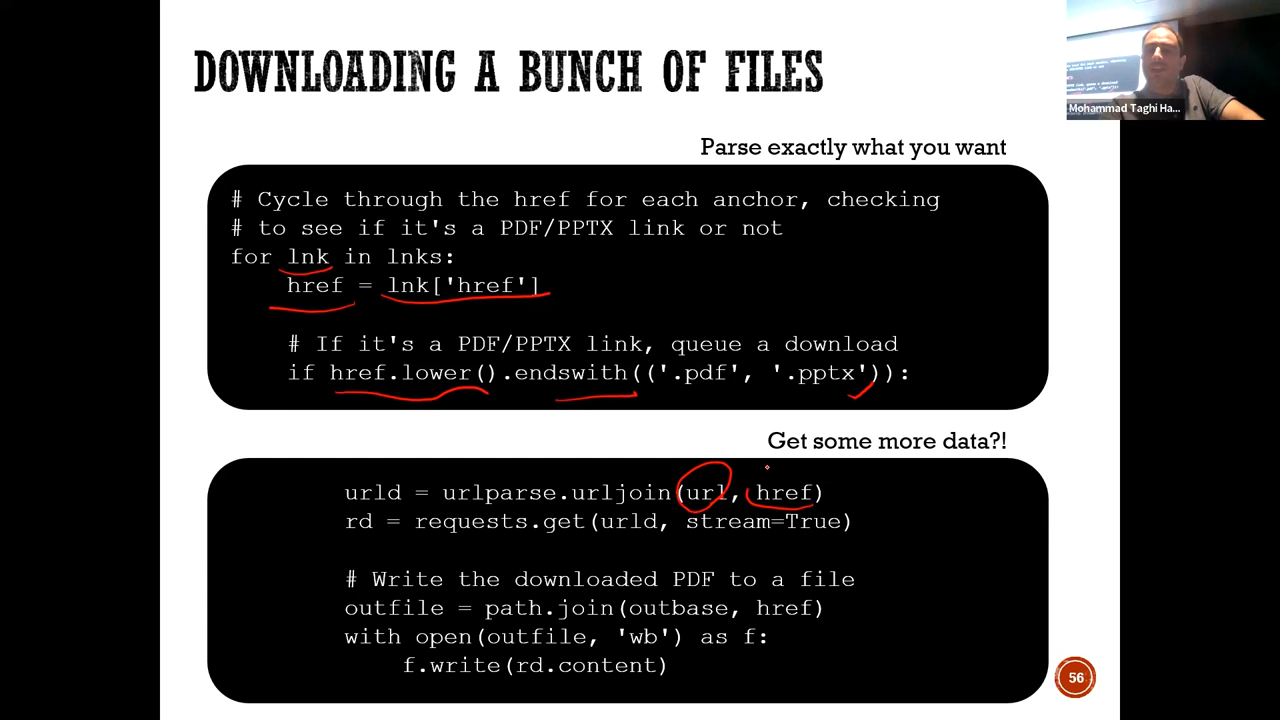 DOWNLOADING A BUNCH OF FILES
Mohammad Taghi Ha...
Parse exactly what you want
# Cycle through the href for each anchor, checking
# to see if it's a PDF/PPTX link or not
for lnk in lnks:
href = lnk['href']
# If it's a PDF/PPTX link, queue a download
if href.lower().endswith(('.pdf', '.pptx')):
Get some more data?!
urld = urlparse.urljoin(url, href)
rd = requests.get(urld, stream=True)
# Write the downloaded PDF to a file
outfile = path.join(outbase, href)
with open(outfile, 'wb') as f:
f.write(rd.content)
56